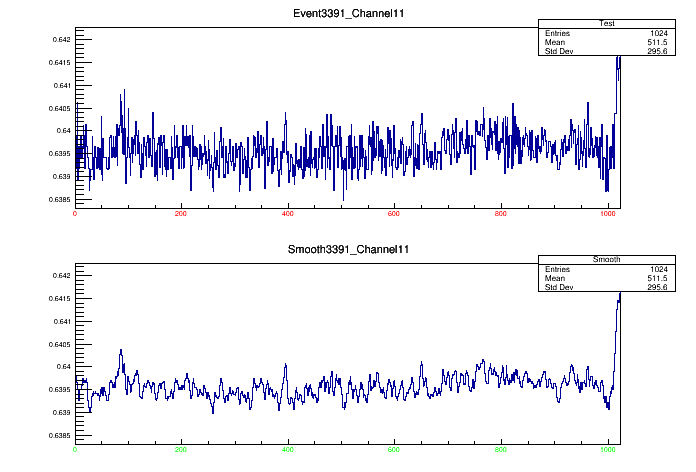 Event3391_Channel11
Test
Entries 1024
Mean 511.5
Std Dev 295.6
0.642
0.6415
0.641
0.6405
0.64
0.6395
0.639
0.6385
0 200 400 600 800 1000
Smooth3391_Channel11
Smooth
Entries 1024
Mean 511.5
Std Dev 295.6
0.642
0.6415
0.641
0.6405
0.64
0.6395
0.639
0.6385
0 200 400 600 800 1000